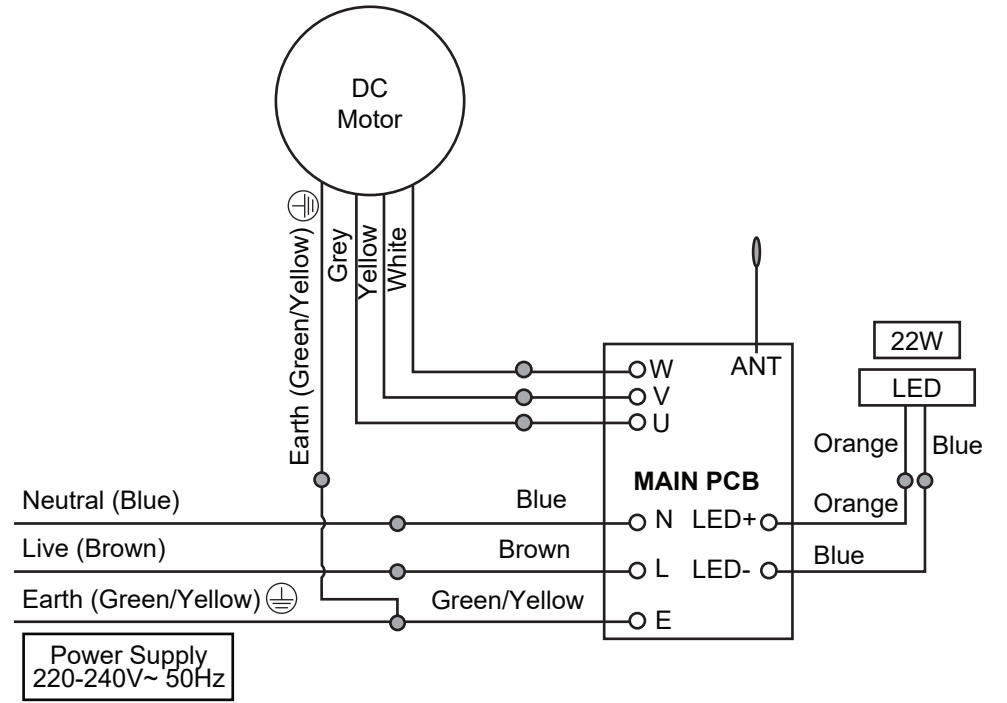 DC
Motor
Earth (Green/Yellow)
Grey
Yellow
White
W
V
U
ANT
22W
LED
Orange
Blue
MAIN PCB
Neutral (Blue)
Blue
N
LED+
Orange
Live (Brown)
Brown
L
LED-
Blue
Earth (Green/Yellow)
Green/Yellow
E
Power Supply
220-240V~ 50Hz